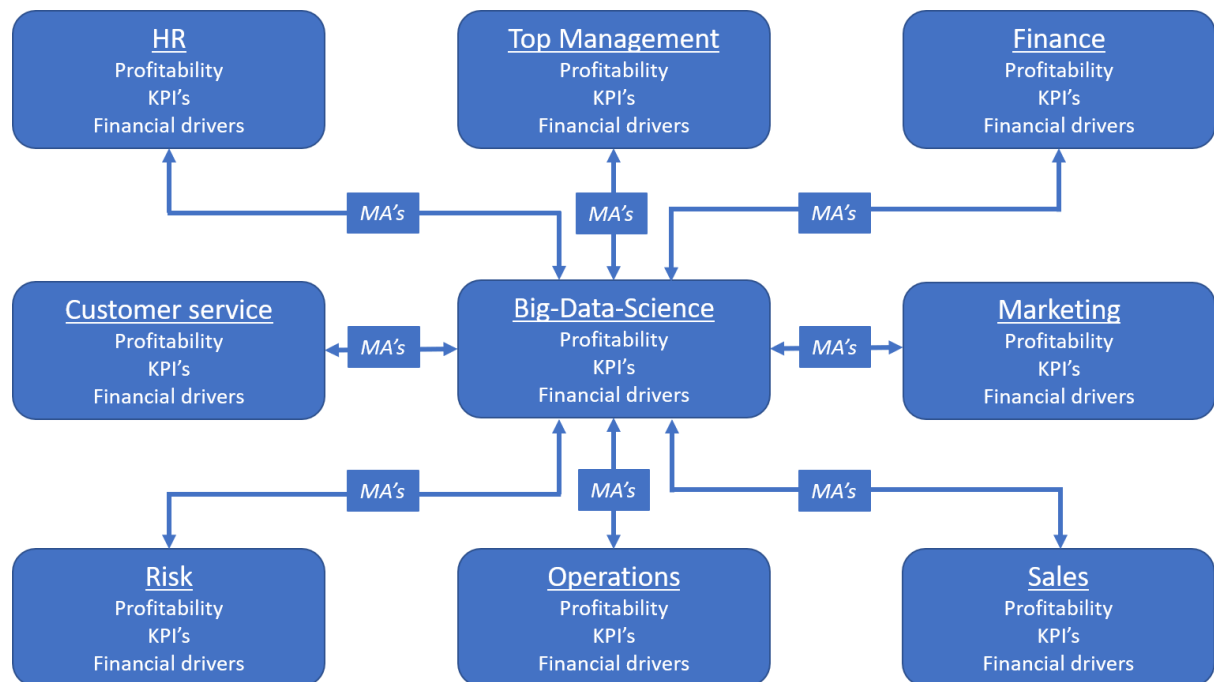 HR
Profitability
KPI's
Financial drivers
Top Management
Profitability
KPI's
Financial drivers
Finance
Profitability
KPI's
Financial drivers
MA's
MA's
MA's
Customer service
Profitability
KPI's
Financial drivers
MA's
Big-Data-Science
Profitability
KPI's
Financial drivers
MA's
Marketing
Profitability
KPI's
Financial drivers
MA's
MA's
MA's
Risk
Profitability
KPI's
Financial drivers
Operations
Profitability
KPI's
Financial drivers
Sales
Profitability
KPI's
Financial drivers